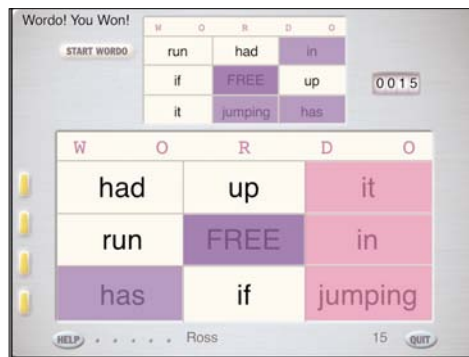 Wordo! You Won!
START WORDO
W O R D O
run had in
if FREE up
it jumping has
0015
W O R D O
had up it
run FREE in
has if jumping
HELP Ross 15 QUIT